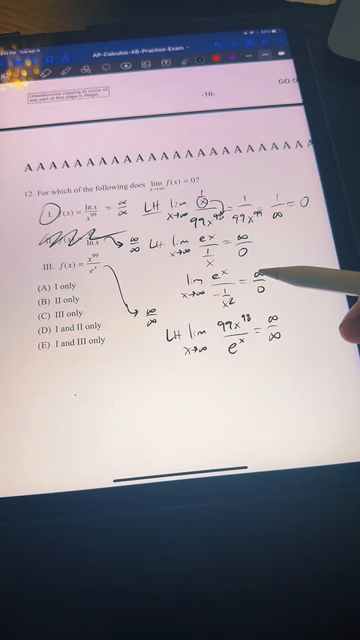 AP-Calculus-AB-Practice-Exam
Unauthorized copying or reuse of
any part of this page is illegal.
-10-
GO O
A A A A A A A A A A A A A A A A A A A A A A A A
12. For which of the following does lim x→∞ f(x) = 0?
I. f(x) = ln x / x^99 = ∞/∞ LH lim x→∞ (1/x) / 99x^98 = 1 / 99x^99 = 1/∞ = 0
ln x → ∞/∞ LH lim x→∞ e^x / (1/x) = ∞/0
lim x→∞ e^x / -1/x^2 = ∞/0
III. f(x) = x^99 / e^x → ∞/∞ LH lim x→∞ 99x^98 / e^x = ∞/∞
(A) I only
(B) II only
(C) III only
(D) I and II only
(E) I and III only